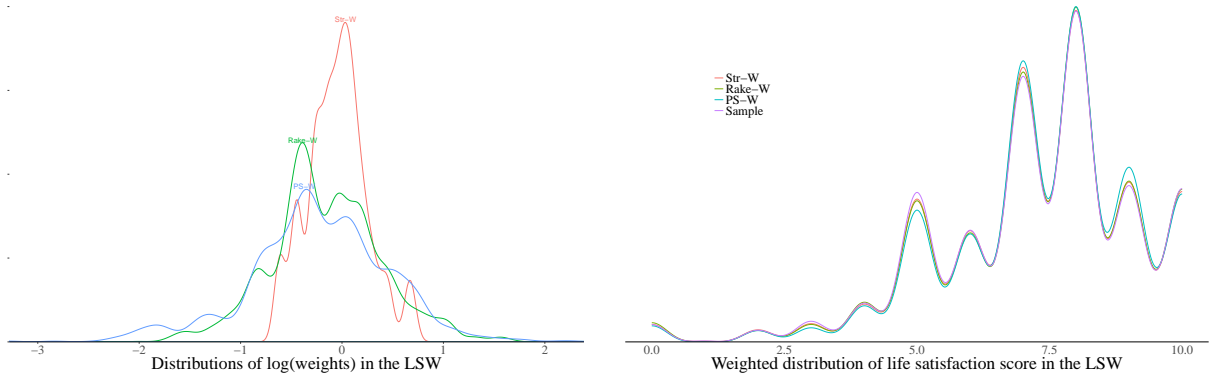 Str−W
Rake−W
PS−W
−3 −2 −1 0 1 2
Distributions of log(weights) in the LSW
Str−W
Rake−W
PS−W
Sample
0.0 2.5 5.0 7.5 10.0
Weighted distribution of life satisfaction score in the LSW